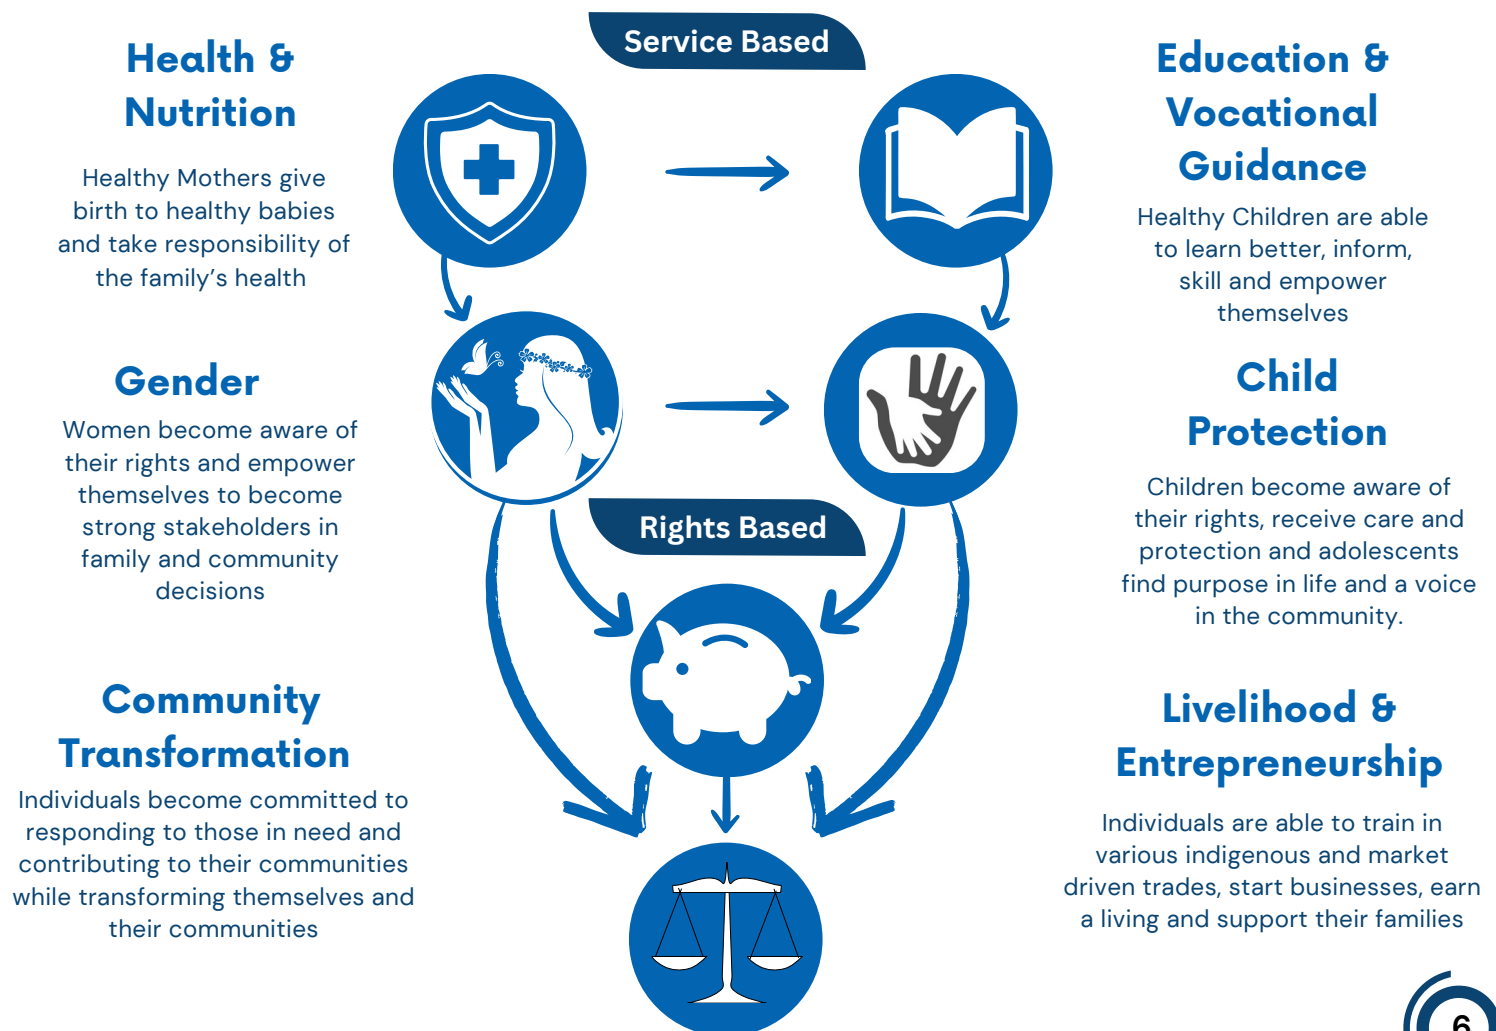 Service Based
Health &
Nutrition
Healthy Mothers give
birth to healthy babies
and take responsibility of
the family's health
Education &
Vocational
Guidance
Healthy Children are able
to learn better, inform,
skill and empower
themselves
Gender
Women become aware of
their rights and empower
themselves to become
strong stakeholders in
family and community
decisions
Child
Protection
Children become aware of
their rights, receive care and
protection and adolescents
find purpose in life and a voice
in the community.
Rights Based
Community
Transformation
Individuals become committed to
responding to those in need and
contributing to their communities
while transforming themselves and
their communities
Livelihood &
Entrepreneurship
Individuals are able to train in
various indigenous and market
driven trades, start businesses, earn
a living and support their families
6